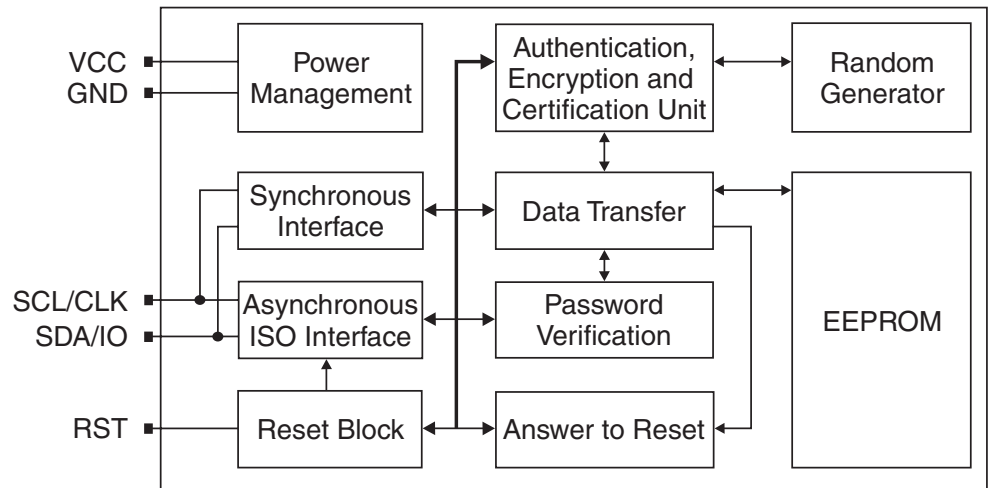 VCC
GND
Power
Management
Authentication,
Encryption and
Certification Unit
Random
Generator
Synchronous
Interface
Data Transfer
SCL/CLK
SDA/IO
Asynchronous
ISO Interface
Password
Verification
EEPROM
RST
Reset Block
Answer to Reset